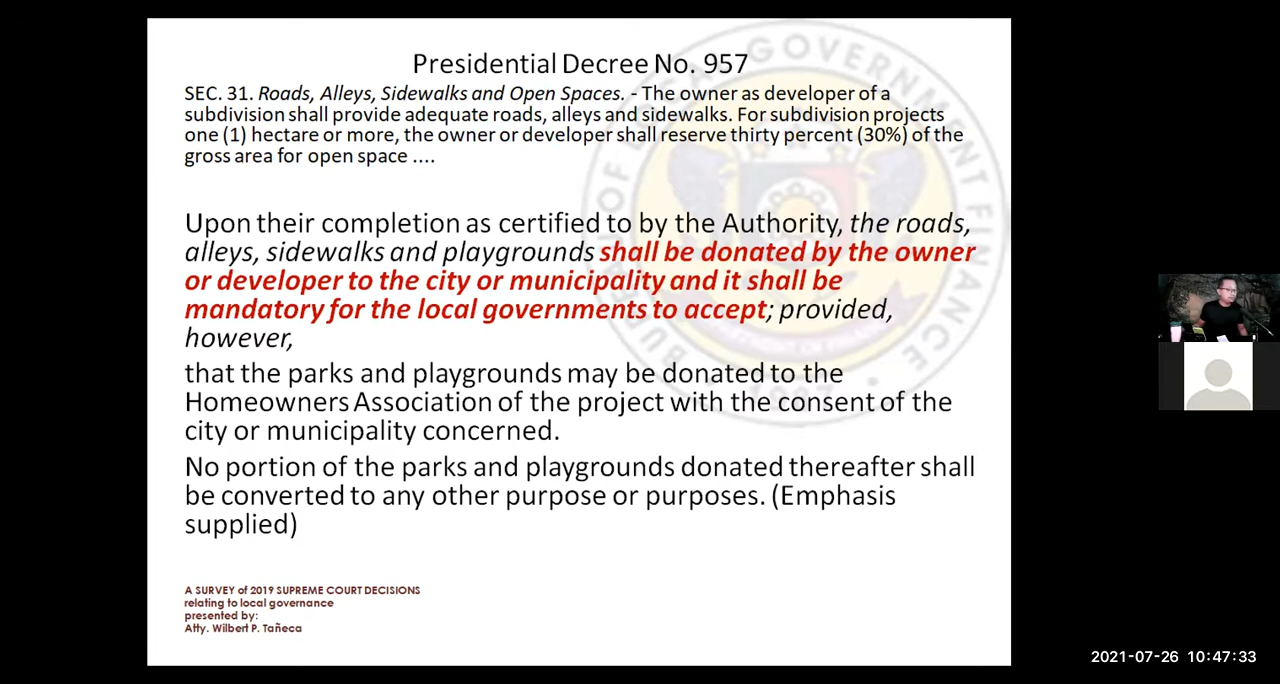 Presidential Decree No. 957
SEC. 31. Roads, Alleys, Sidewalks and Open Spaces. - The owner as developer of a
subdivision shall provide adequate roads, alleys and sidewalks. For subdivision projects
one (1) hectare or more, the owner or developer shall reserve thirty percent (30%) of the
gross area for open space ....
Upon their completion as certified to by the Authority, the roads,
alleys, sidewalks and playgrounds shall be donated by the owner
or developer to the city or municipality and it shall be
mandatory for the local governments to accept; provided,
however,
that the parks and playgrounds may be donated to the
Homeowners Association of the project with the consent of the
city or municipality concerned.
No portion of the parks and playgrounds donated thereafter shall
be converted to any other purpose or purposes. (Emphasis
supplied)
A SURVEY of 2019 SUPREME COURT DECISIONS
relating to local governance
presented by:
Atty. Wilbert P. Tañeca
BUREAU OF LOCAL GOVERNMENT FINANCE
2021-07-26 10:47:33